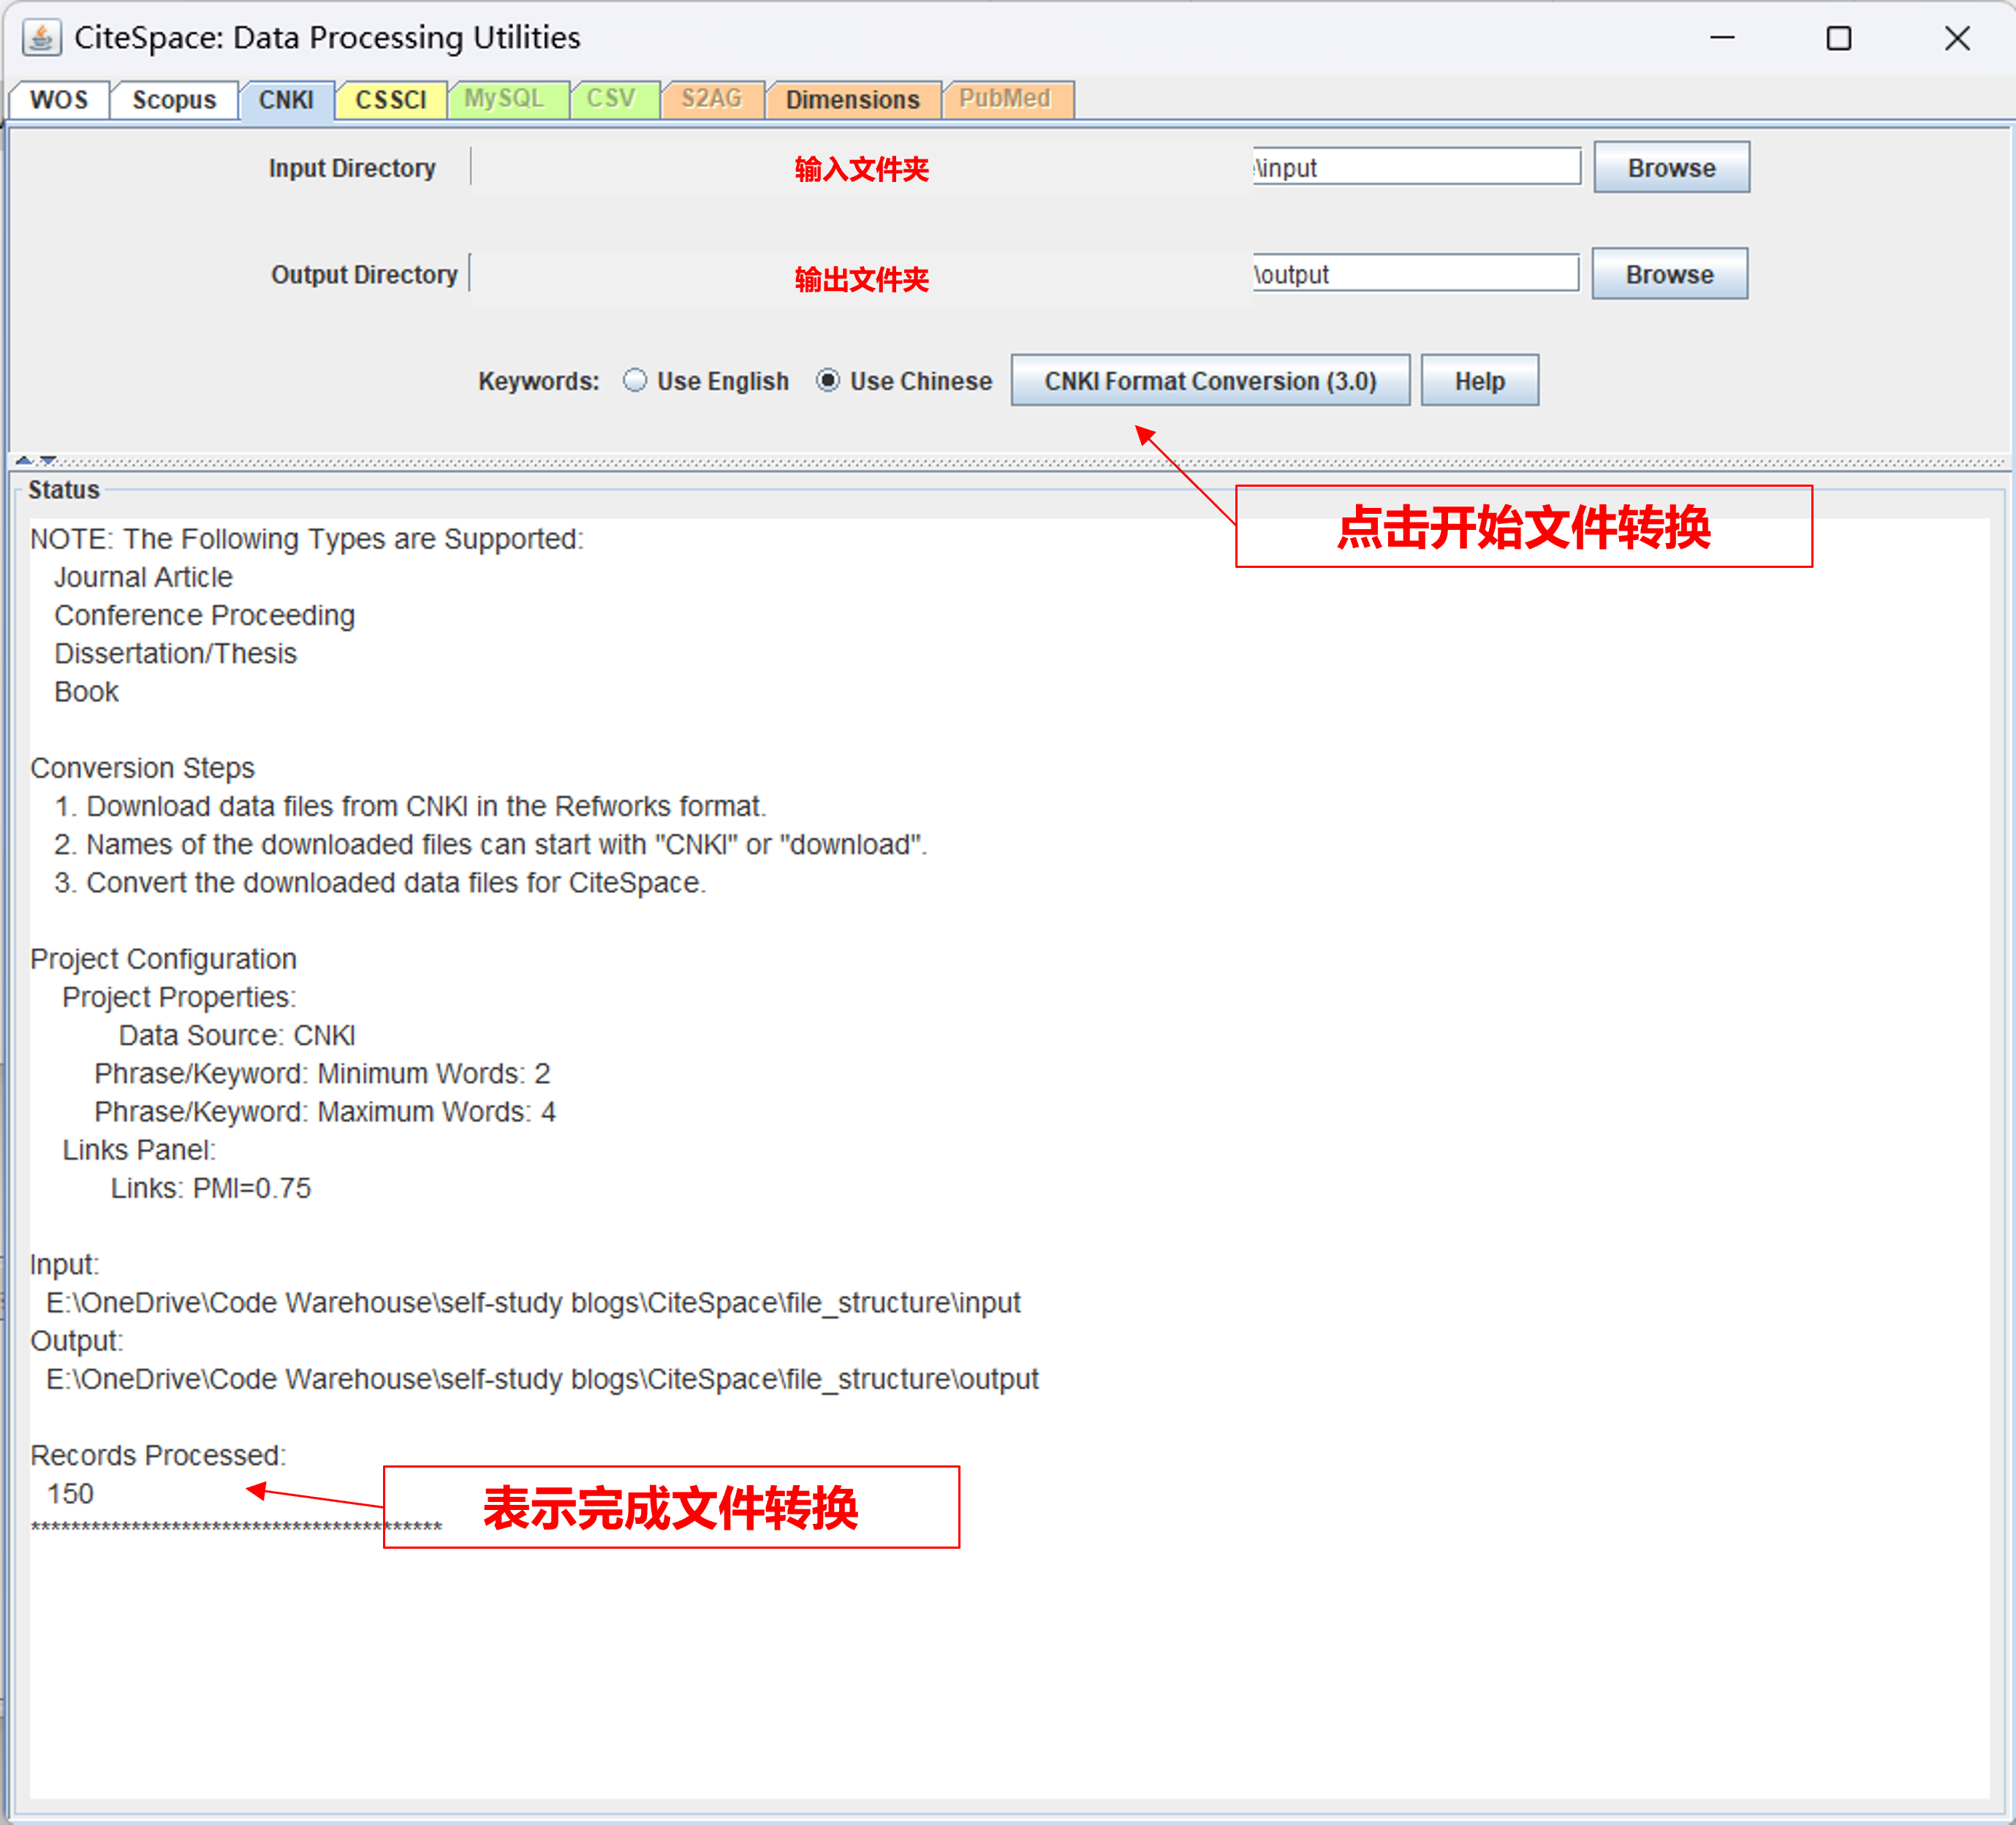 CiteSpace: Data Processing Utilities
WOS Scopus CNKI CSSCI MySQL CSV S2AG Dimensions PubMed
Input Directory 输入文件夹 \input Browse
Output Directory 输出文件夹 \output Browse
Keywords: Use English Use Chinese CNKI Format Conversion (3.0) Help
Status
点击开始文件转换
NOTE: The Following Types are Supported:
Journal Article
Conference Proceeding
Dissertation/Thesis
Book
Conversion Steps
1. Download data files from CNKI in the Refworks format.
2. Names of the downloaded files can start with "CNKI" or "download".
3. Convert the downloaded data files for CiteSpace.
Project Configuration
Project Properties:
Data Source: CNKI
Phrase/Keyword: Minimum Words: 2
Phrase/Keyword: Maximum Words: 4
Links Panel:
Links: PMI=0.75
Input:
E:\OneDrive\Code Warehouse\self-study blogs\CiteSpace\file_structure\input
Output:
E:\OneDrive\Code Warehouse\self-study blogs\CiteSpace\file_structure\output
Records Processed:
150
表示完成文件转换
*****************************************